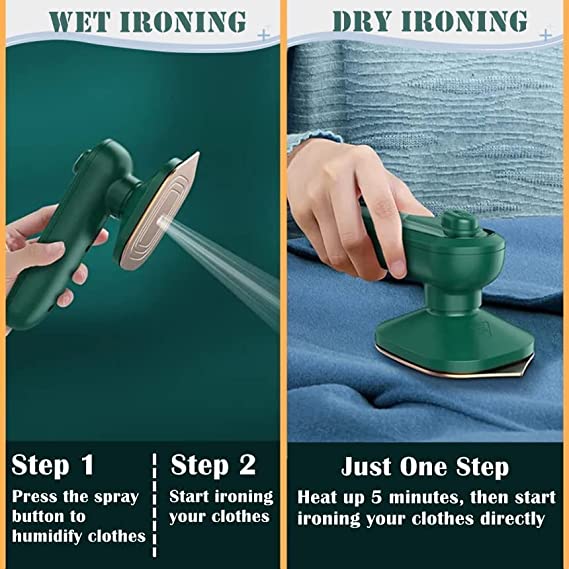 WET IRONING
DRY IRONING
Step 1
Press the spray
button to
humidify clothes
Step 2
Start ironing
your clothes
Just One Step
Heat up 5 minutes, then start
ironing your clothes directly